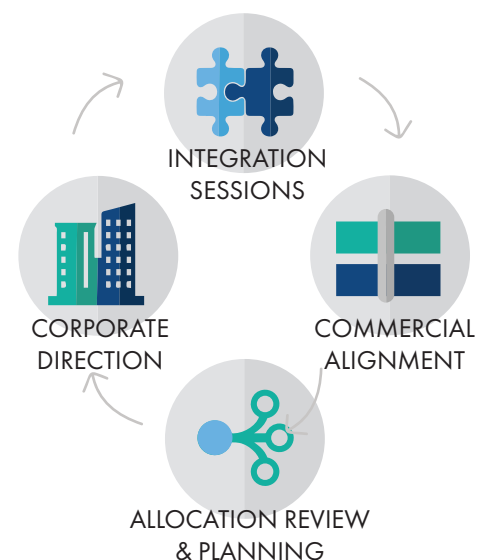 INTEGRATION
SESSIONS
CORPORATE
DIRECTION
COMMERCIAL
ALIGNMENT
ALLOCATION REVIEW
& PLANNING